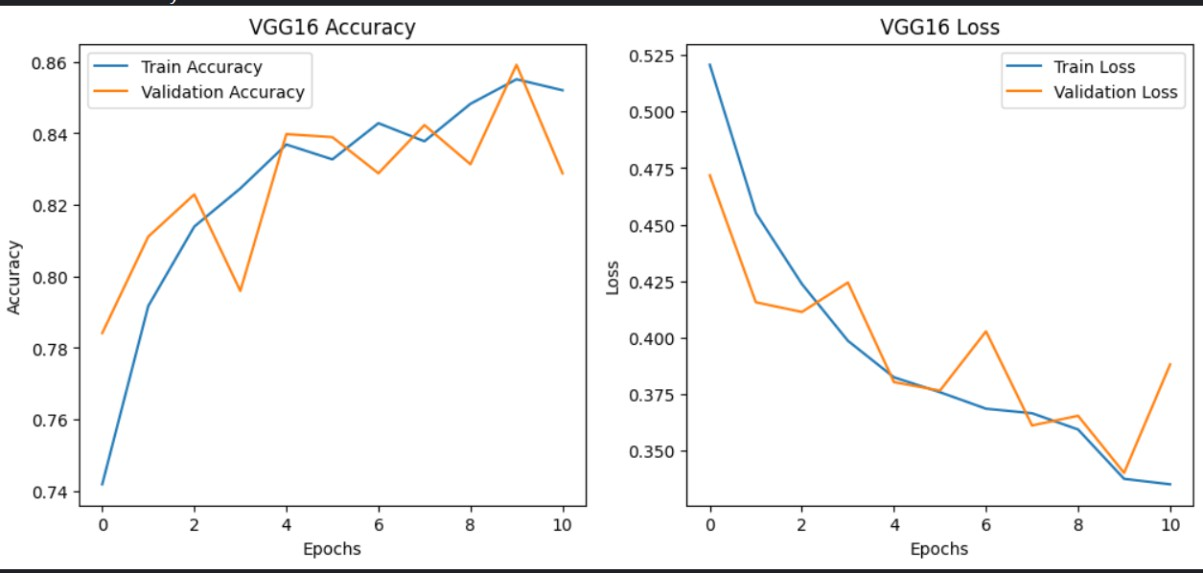 VGG16 Accuracy
Train Accuracy
Validation Accuracy
Accuracy
0.86
0.84
0.82
0.80
0.78
0.76
0.74
0 2 4 6 8 10
Epochs
VGG16 Loss
Train Loss
Validation Loss
Loss
0.525
0.500
0.475
0.450
0.425
0.400
0.375
0.350
0 2 4 6 8 10
Epochs